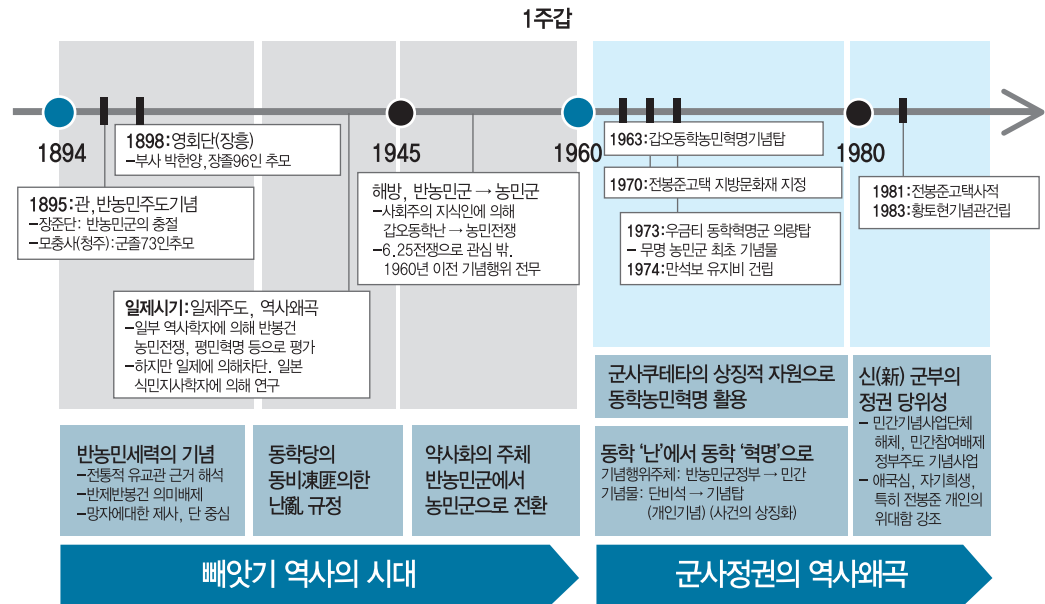 1주갑
1894
1945
1960
1980
1898:영회단(장흥)
–부사 박헌양,장졸96인 추모
1895:관,반농민주도기념
–장준단: 반농민군의 충절
–모충사(청주):군졸73인추모
일제시기:일제주도, 역사왜곡
–일부 역사학자에 의해 반봉건
농민전쟁, 평민혁명 등으로 평가
–하지만 일제에 의해차단. 일본
식민지사학자에 의해 연구
해방, 반농민군 → 농민군
–사회주의 지식인에 의해
갑오동학난 → 농민전쟁
–6.25전쟁으로 관심 밖.
1960년 이전 기념행위 전무
1963:갑오동학농민혁명기념탑
1970:전봉준고택 지방문화재 지정
1973:우금티 동학혁명군 의량탑
– 무명 농민군 최초 기념물
1974:만석보 유지비 건립
1981:전봉준고택사적
1983:황토현기념관건립
반농민세력의 기념
–전통적 유교관 근거 해석
–반제반봉건 의미배제
–망자에대한 제사, 단 중심
동학당의
동비凍匪의한
난亂 규정
약사화의 주체
반농민군에서
농민군으로 전환
군사쿠테타의 상징적 자원으로
동학농민혁명 활용
동학 ‘난’에서 동학 ‘혁명’으로
기념행위주체: 반농민군정부 → 민간
기념물: 단비석 → 기념탑
(개인기념) (사건의 상징화)
신(新) 군부의
정권 당위성
– 민간기념사업단체
해체, 민간참여배제
정부주도 기념사업
– 애국심, 자기희생,
특히 전봉준 개인의
위대함 강조
빼앗기 역사의 시대
군사정권의 역사왜곡